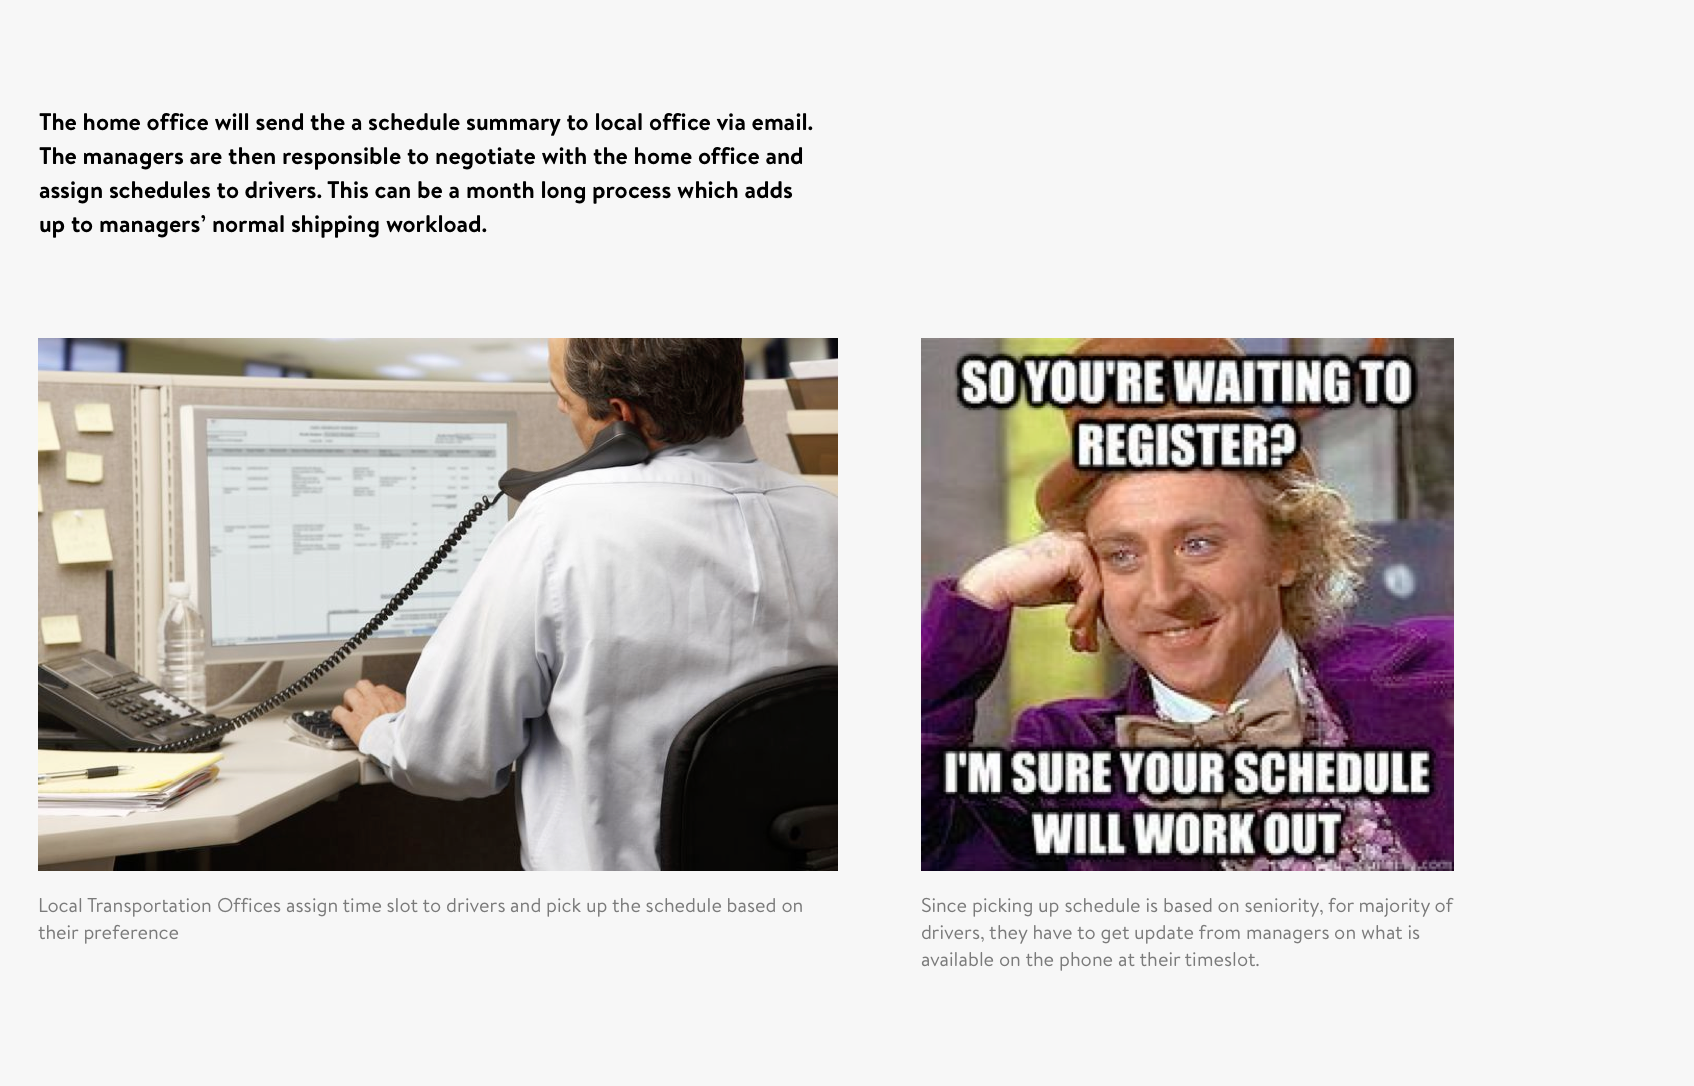 The home office will send the a schedule summary to local office via email.
The managers are then responsible to negotiate with the home office and
assign schedules to drivers. This can be a month long process which adds
up to managers’ normal shipping workload.
SO YOU'RE WAITING TO
REGISTER?
I'M SURE YOUR SCHEDULE
WILL WORK OUT
Local Transportation Offices assign time slot to drivers and pick up the schedule based on
their preference
Since picking up schedule is based on seniority, for majority of
drivers, they have to get update from managers on what is
available on the phone at their timeslot.